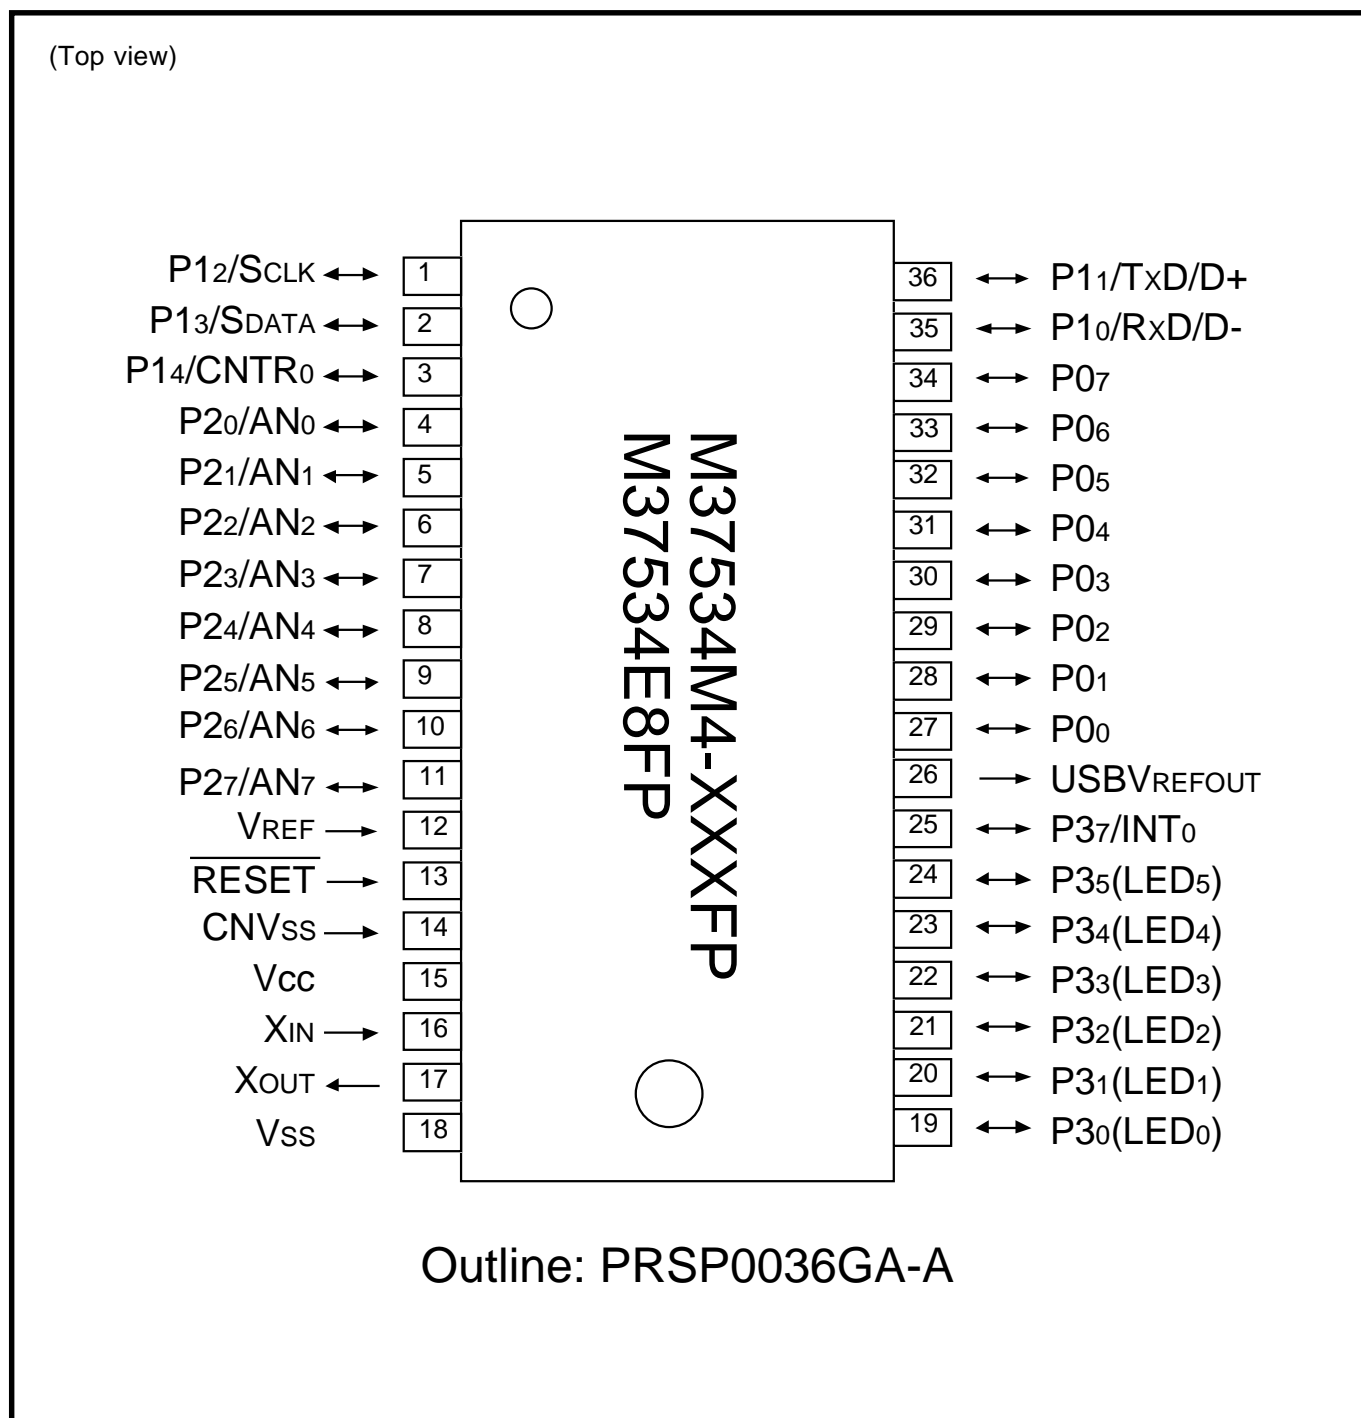 (Top view)
P12/SCLK 1
P13/SDATA 2
P14/CNTR0 3
P20/AN0 4
P21/AN1 5
P22/AN2 6
P23/AN3 7
P24/AN4 8
P25/AN5 9
P26/AN6 10
P27/AN7 11
VREF 12
RESET 13
CNVSS 14
Vcc 15
XIN 16
XOUT 17
VSS 18
M37534M4-XXXFP
M37534E8FP
36 P11/TXD/D+
35 P10/RXD/D-
34 P07
33 P06
32 P05
31 P04
30 P03
29 P02
28 P01
27 P00
26 USBVREFOUT
25 P37/INT0
24 P35(LED5)
23 P34(LED4)
22 P33(LED3)
21 P32(LED2)
20 P31(LED1)
19 P30(LED0)
Outline: PRSP0036GA-A